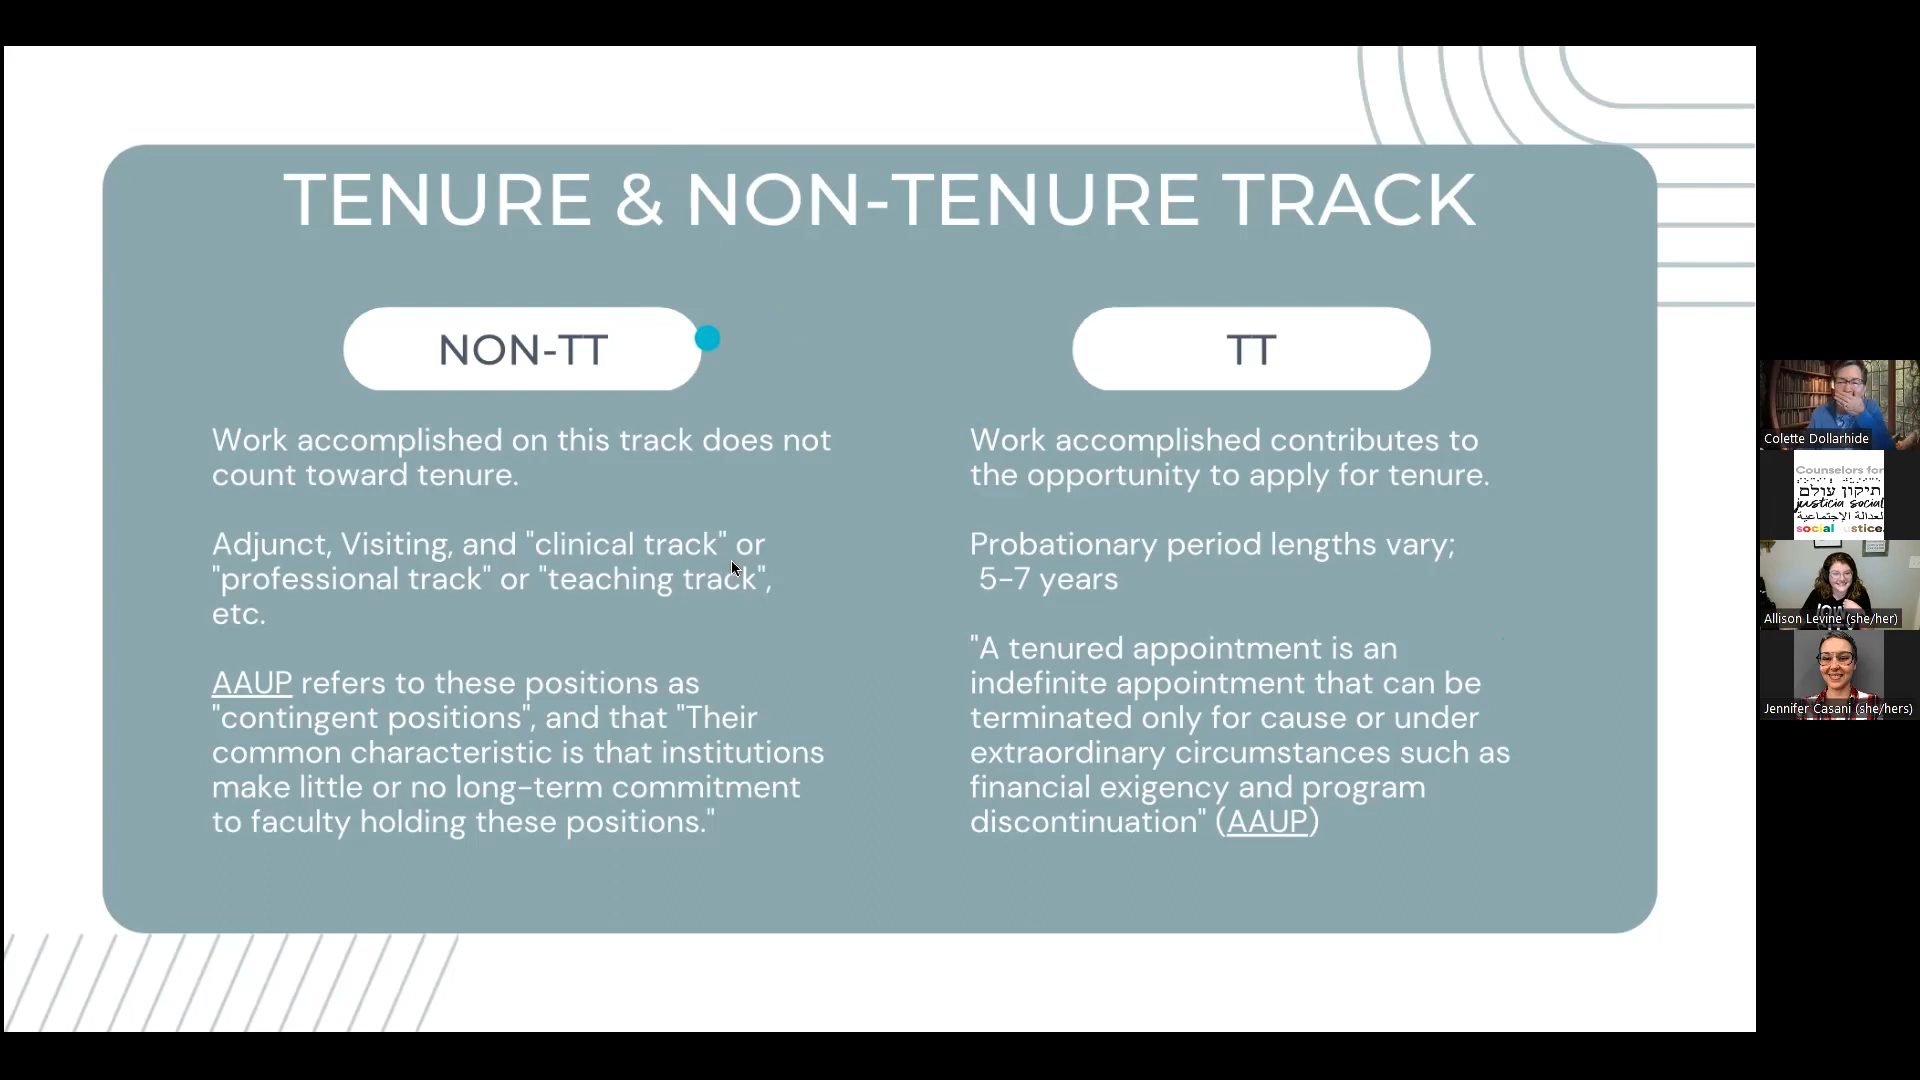 TENURE & NON-TENURE TRACK
NON-TT
Work accomplished on this track does not
count toward tenure.
Adjunct, Visiting, and "clinical track" or
"professional track" or "teaching track",
etc.
AAUP refers to these positions as
"contingent positions", and that "Their
common characteristic is that institutions
make little or no long-term commitment
to faculty holding these positions."
TT
Work accomplished contributes to
the opportunity to apply for tenure.
Probationary period lengths vary;
5-7 years
"A tenured appointment is an
indefinite appointment that can be
terminated only for cause or under
extraordinary circumstances such as
financial exigency and program
discontinuation" (AAUP)
Colette Dollarhide
Counselors for
תיקון עולם
justicia social
العدالة الإجتماعية
social justice
Allison Levine (she/her)
Jennifer Casani (she/hers)